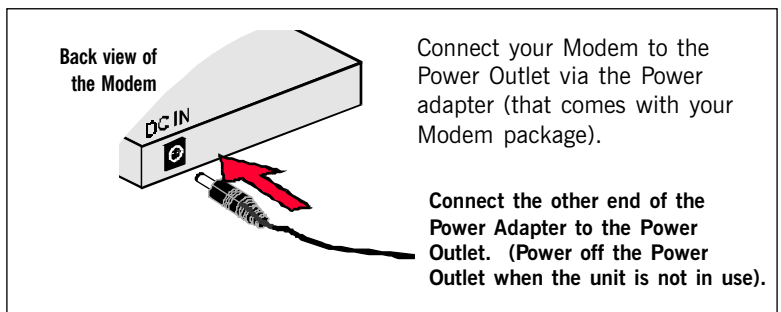 Back view of
the Modem
DC IN
Connect your Modem to the
Power Outlet via the Power
adapter (that comes with your
Modem package).
Connect the other end of the
Power Adapter to the Power
Outlet. (Power off the Power
Outlet when the unit is not in use).